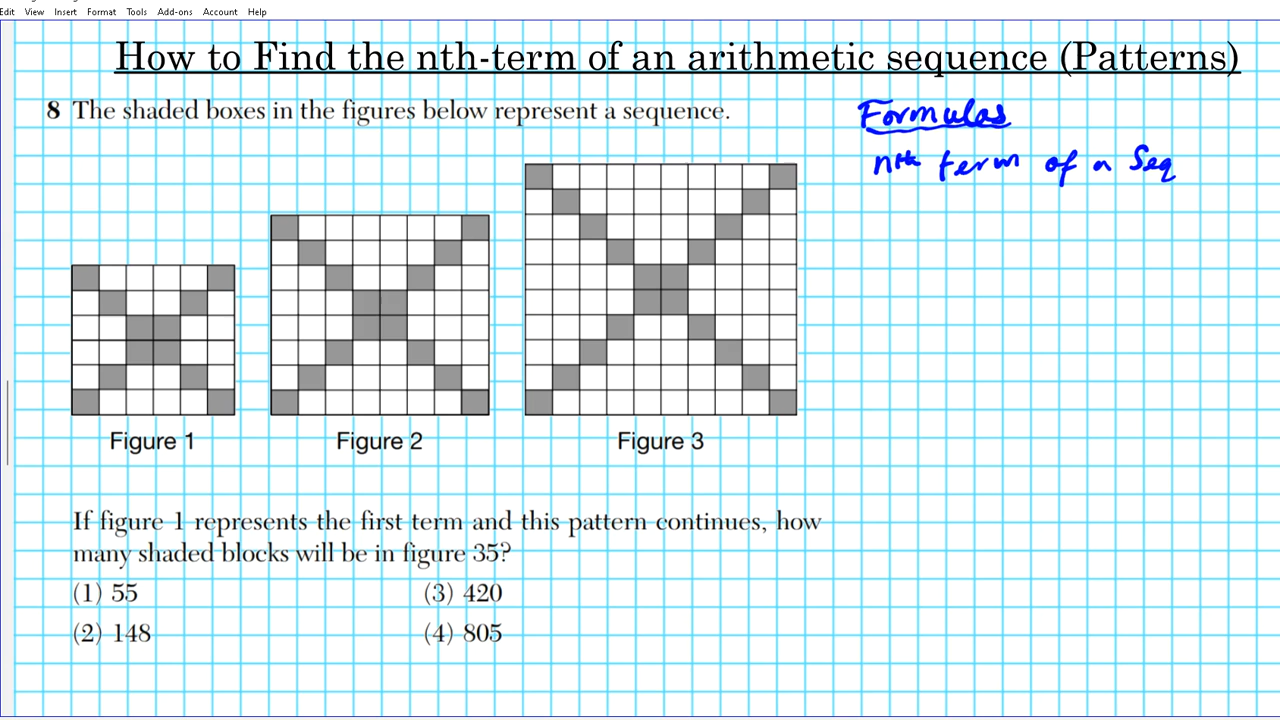 Edit View Insert Format Tools Add-ons Account Help
How to Find the nth-term of an arithmetic sequence (Patterns)
8 The shaded boxes in the figures below represent a sequence.
Formulas
nth term of a Seq
Figure 1 Figure 2 Figure 3
If figure 1 represents the first term and this pattern continues, how
many shaded blocks will be in figure 35?
(1) 55 (3) 420
(2) 148 (4) 805